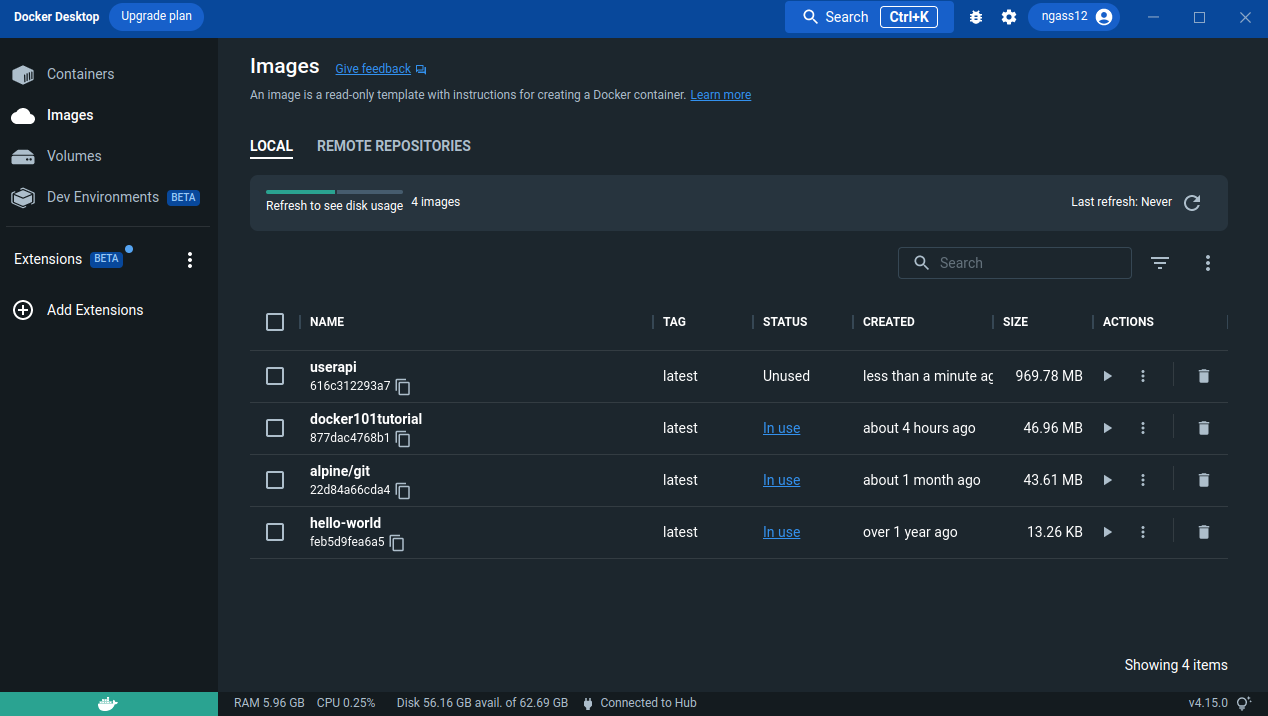 Docker Desktop Upgrade plan Search Ctrl+K ngass12
Containers
Images
Volumes
Dev Environments BETA
Extensions BETA
Add Extensions
Images Give feedback
An image is a read-only template with instructions for creating a Docker container. Learn more
LOCAL REMOTE REPOSITORIES
Refresh to see disk usage 4 images Last refresh: Never
Search
NAME TAG STATUS CREATED SIZE ACTIONS
userapi
616c312293a7 latest Unused less than a minute ag 969.78 MB
docker101tutorial
877dac4768b1 latest In use about 4 hours ago 46.96 MB
alpine/git
22d84a66cda4 latest In use about 1 month ago 43.61 MB
hello-world
feb5d9fea6a5 latest In use over 1 year ago 13.26 KB
Showing 4 items
RAM 5.96 GB CPU 0.25% Disk 56.16 GB avail. of 62.69 GB Connected to Hub v4.15.0